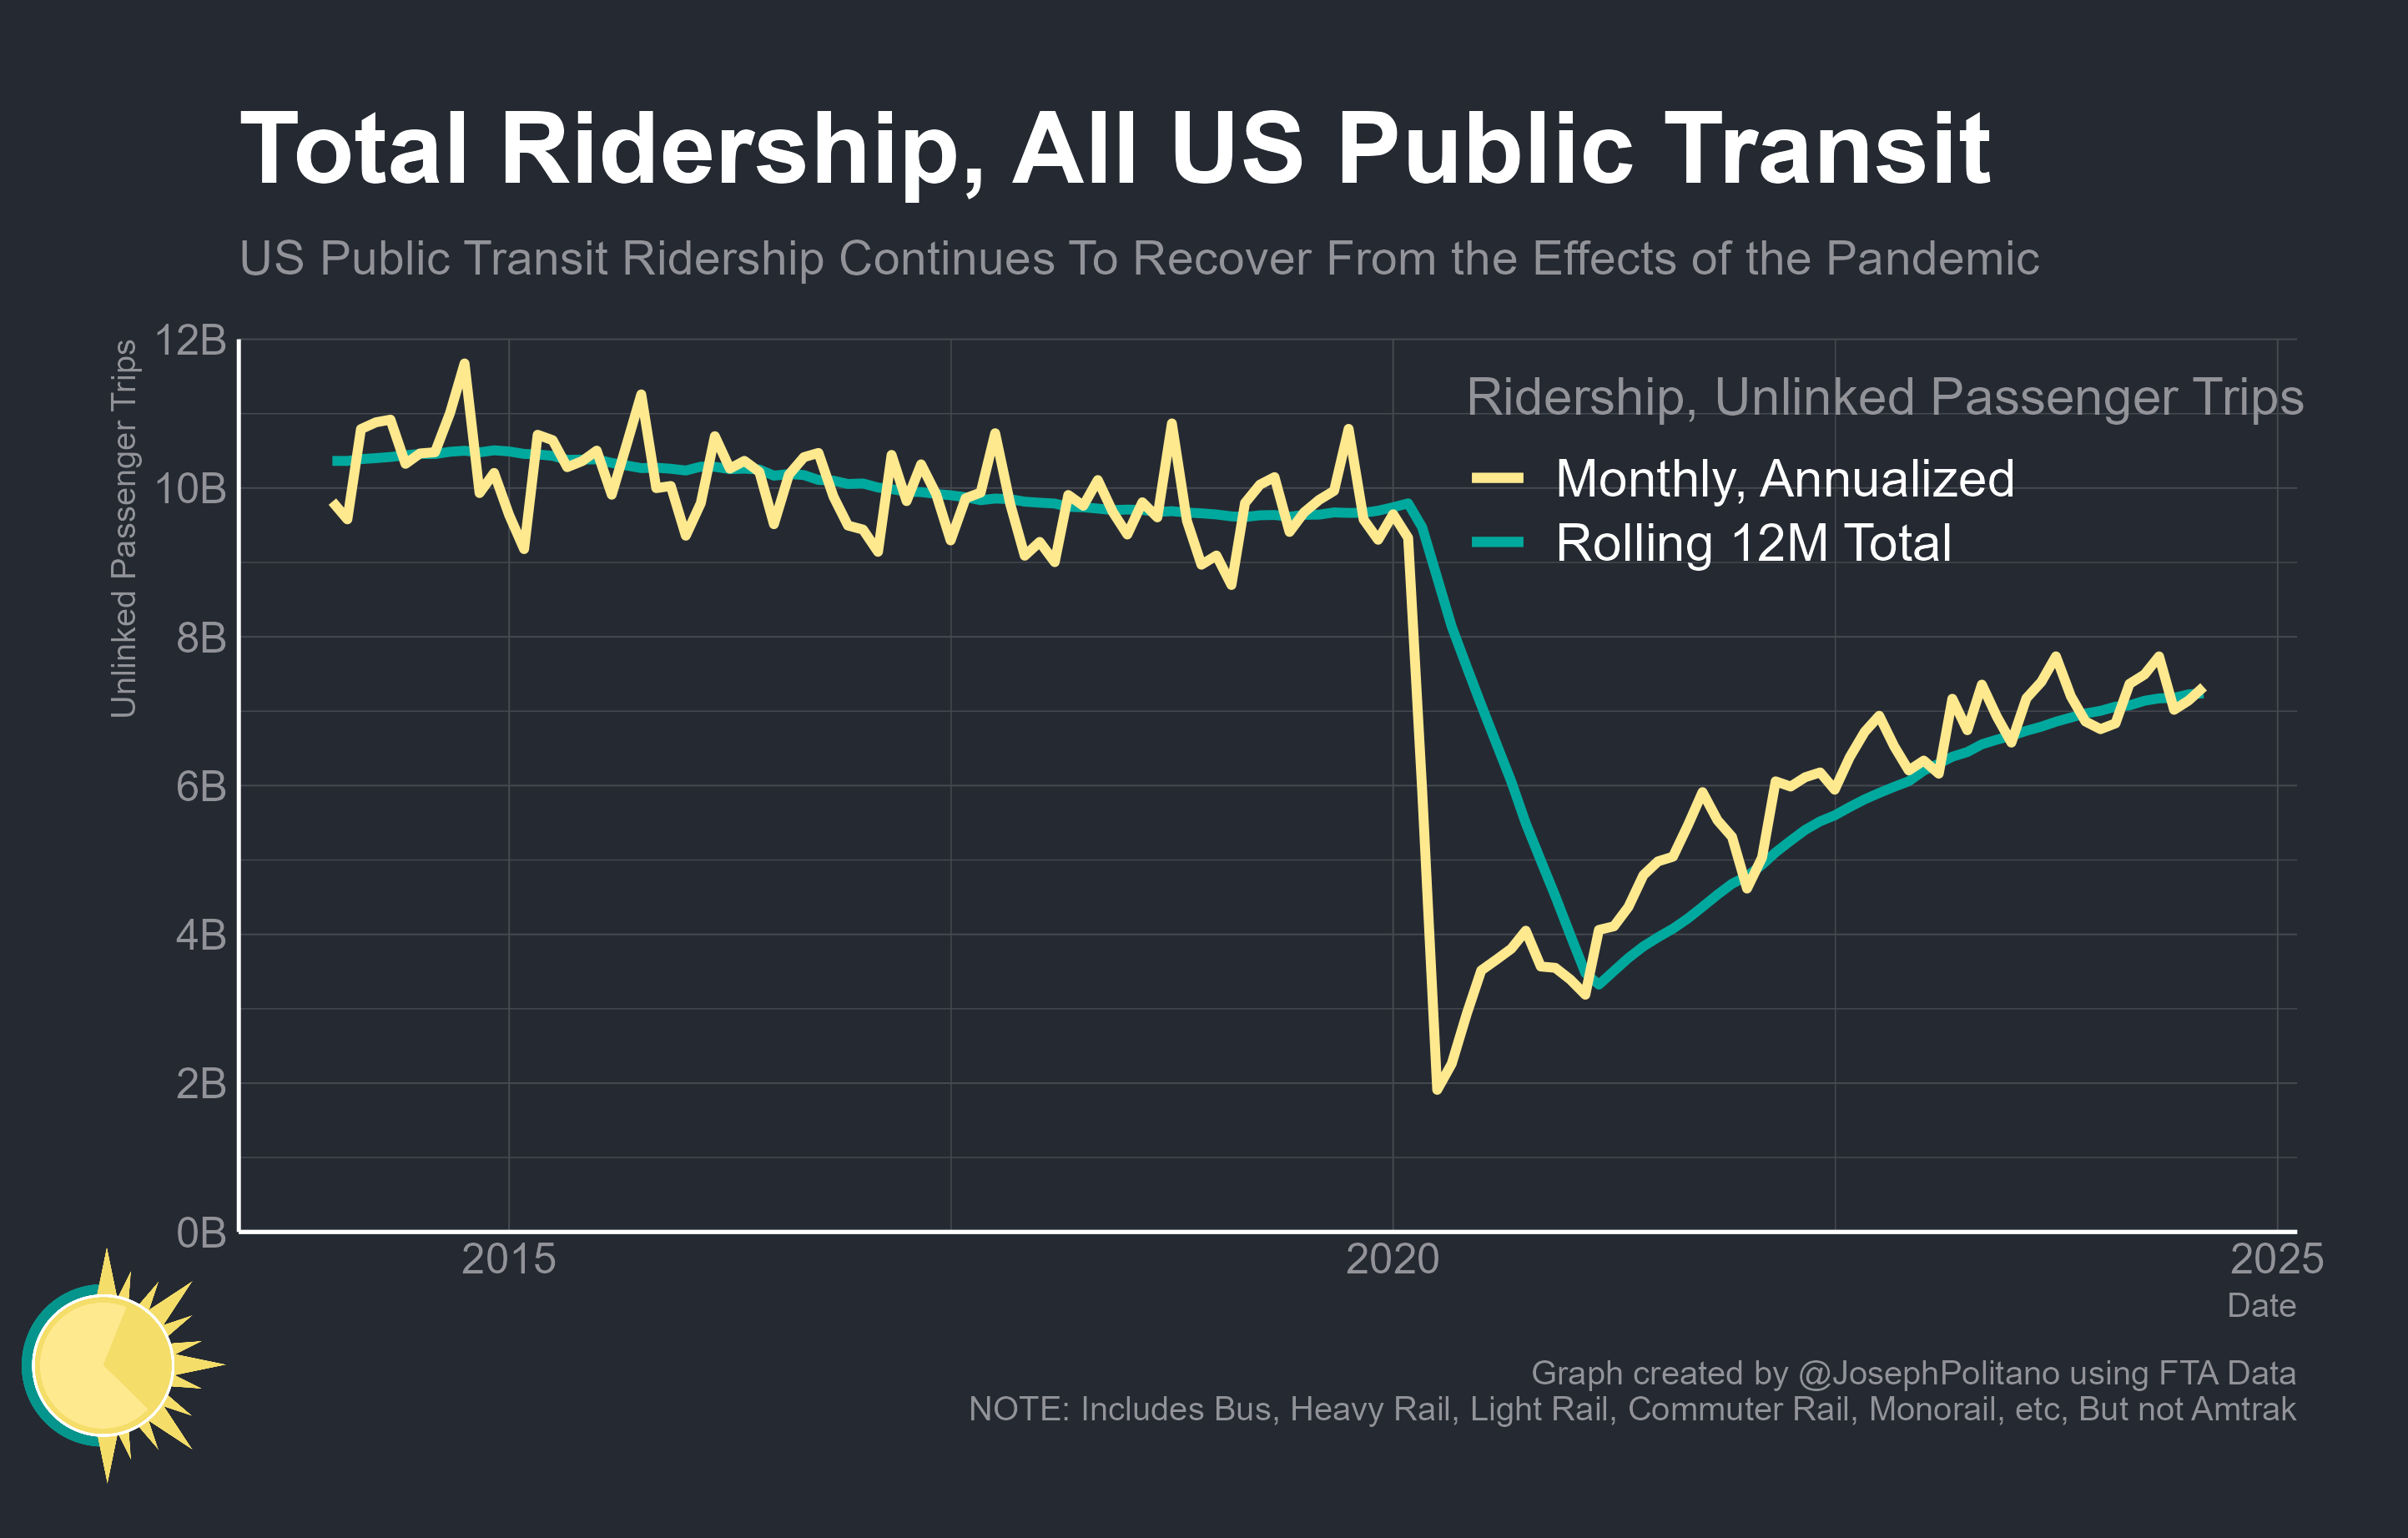 Total Ridership, All US Public Transit
US Public Transit Ridership Continues To Recover From the Effects of the Pandemic
Unlinked Passenger Trips
12B
10B
8B
6B
4B
2B
0B
Ridership, Unlinked Passenger Trips
Monthly, Annualized
Rolling 12M Total
2015
2020
2025
Date
Graph created by @JosephPolitano using FTA Data
NOTE: Includes Bus, Heavy Rail, Light Rail, Commuter Rail, Monorail, etc, But not Amtrak